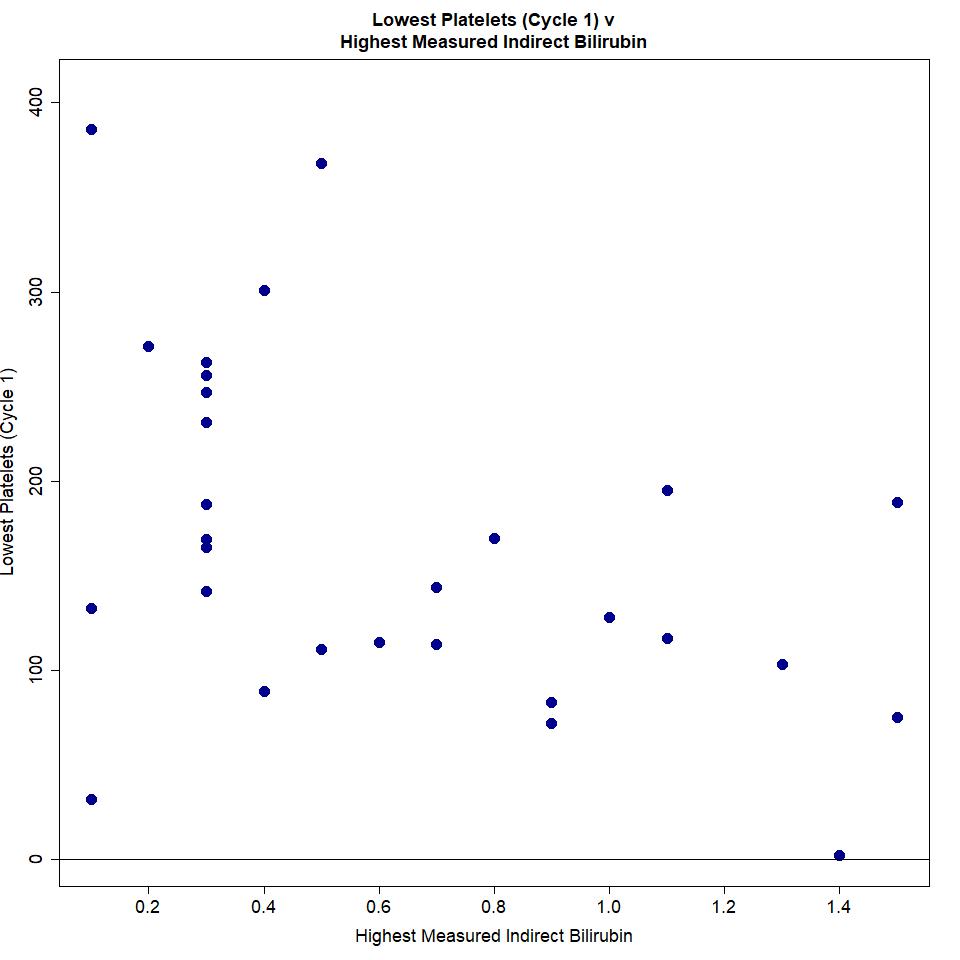 Lowest Platelets (Cycle 1) v
Highest Measured Indirect Bilirubin
400
300
200
100
0
Lowest Platelets (Cycle 1)
0.2 0.4 0.6 0.8 1.0 1.2 1.4
Highest Measured Indirect Bilirubin